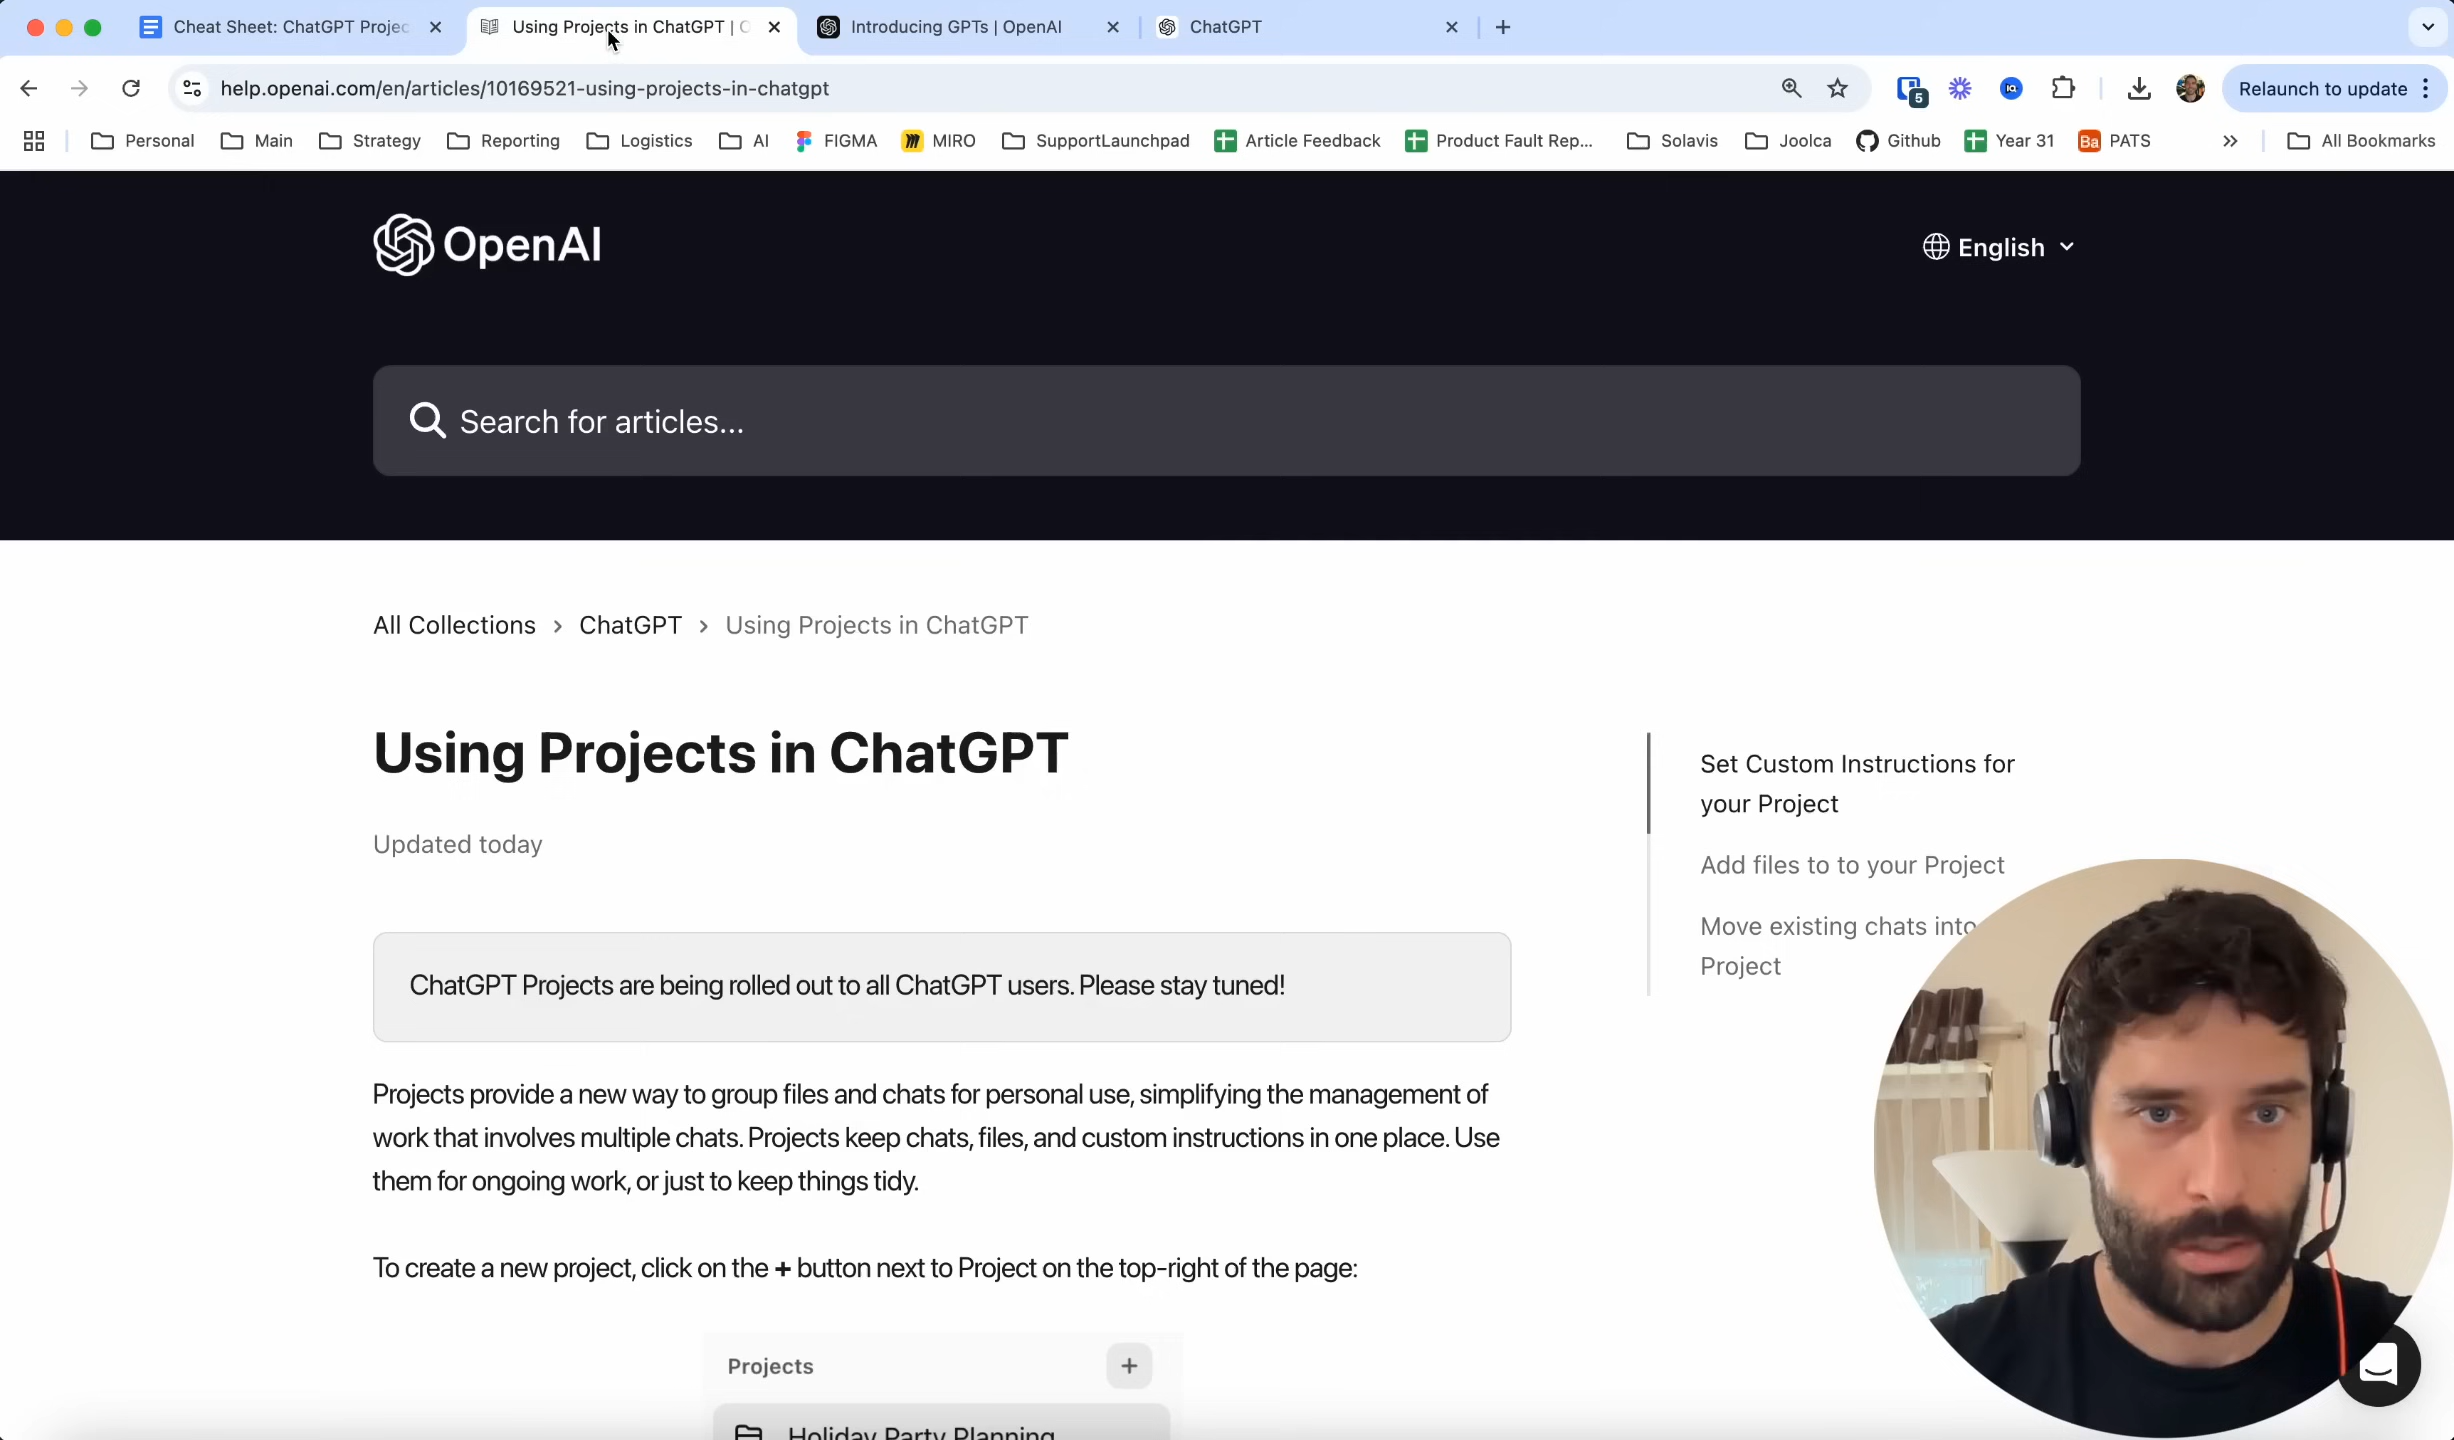 Cheat Sheet: ChatGPT Projec
Using Projects in ChatGPT | O
Introducing GPTs | OpenAI
ChatGPT
help.openai.com/en/articles/10169521-using-projects-in-chatgpt
5
IQ
Relaunch to update
Personal
Main
Strategy
Reporting
Logistics
AI
FIGMA
MIRO
SupportLaunchpad
Article Feedback
Product Fault Rep...
Solavis
Joolca
Github
Year 31
Ba PATS
All Bookmarks
OpenAI
English
Search for articles...
All Collections > ChatGPT > Using Projects in ChatGPT
Using Projects in ChatGPT
Updated today
ChatGPT Projects are being rolled out to all ChatGPT users. Please stay tuned!
Projects provide a new way to group files and chats for personal use, simplifying the management of
work that involves multiple chats. Projects keep chats, files, and custom instructions in one place. Use
them for ongoing work, or just to keep things tidy.
To create a new project, click on the + button next to Project on the top-right of the page:
Projects +
Holiday Party Planning
Set Custom Instructions for
your Project
Add files to to your Project
Move existing chats into
Project